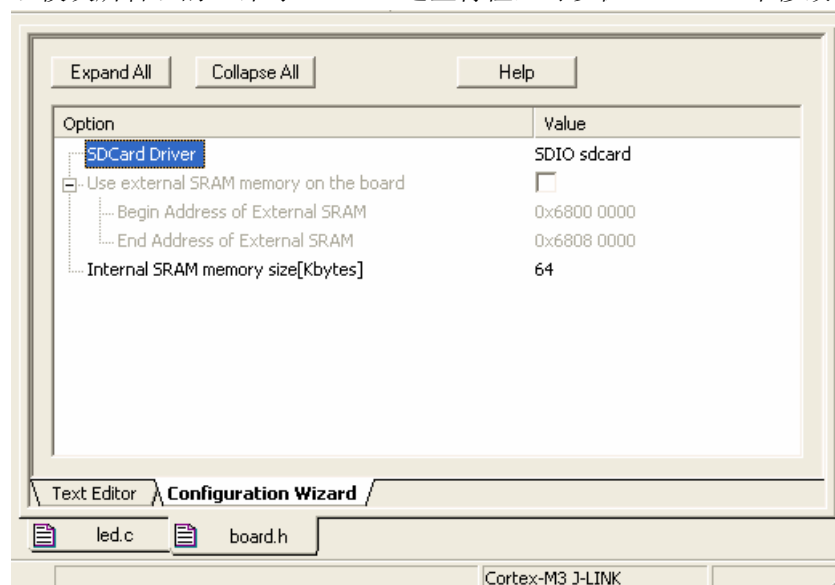 Expand All Collapse All Help
Option Value
SDCard Driver SDIO sdcard
Use external SRAM memory on the board
Begin Address of External SRAM 0x6800 0000
End Address of External SRAM 0x6808 0000
Internal SRAM memory size[Kbytes] 64
Text Editor Configuration Wizard
led.c board.h
Cortex-M3 J-LINK